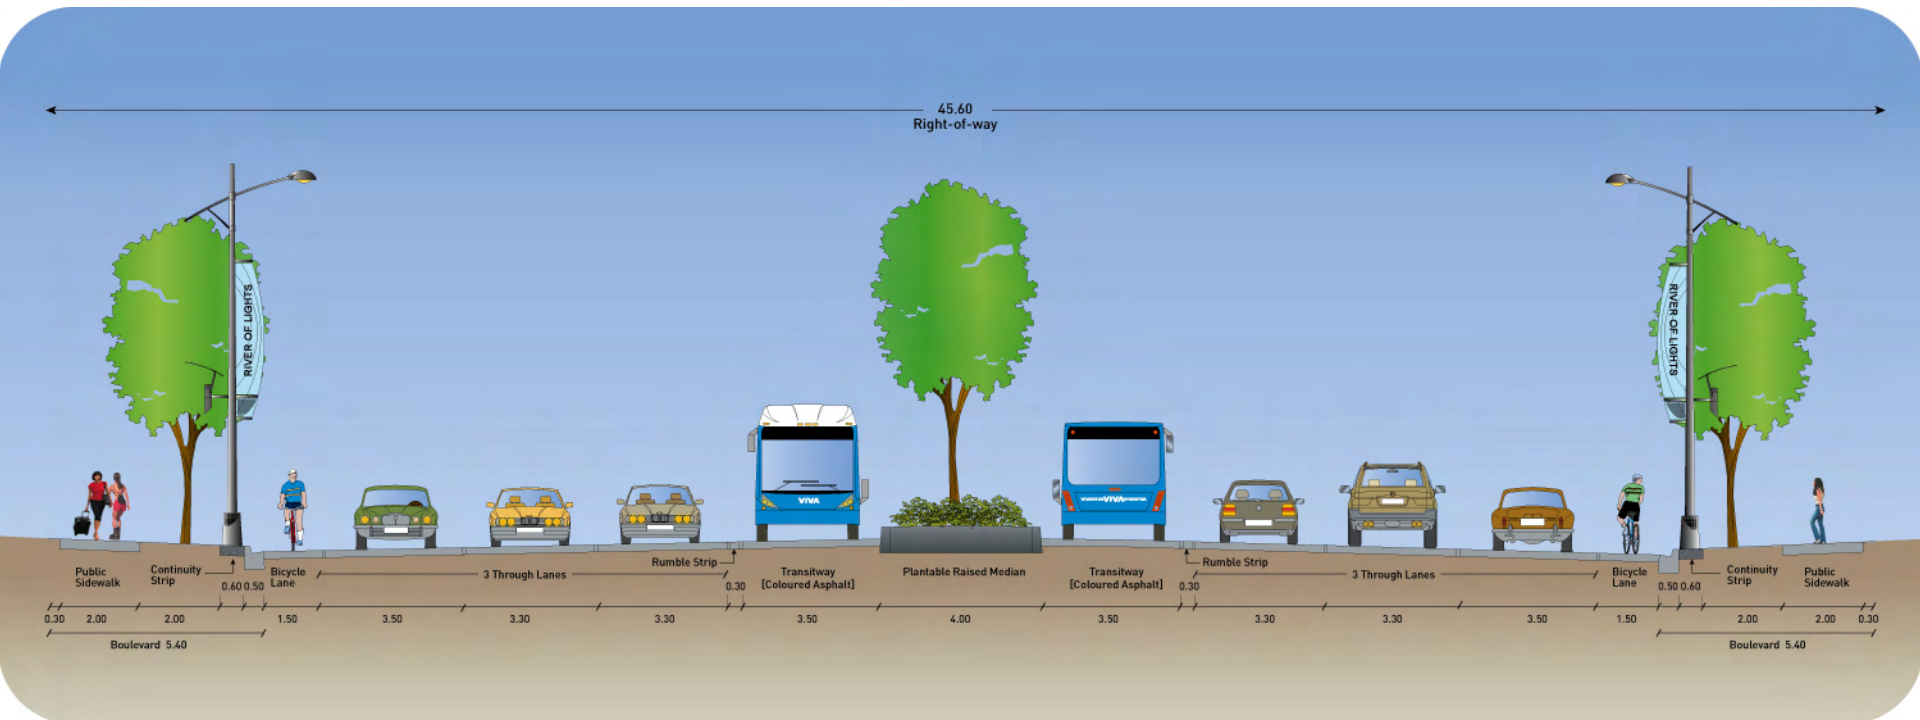 45.60
Right-of-way
RIVER OF LIGHTS
RIVER OF LIGHTS
VIVA
VIVA
Public
Sidewalk
Continuity
Strip
0.60 0.50
Bicycle
Lane
3 Through Lanes
Rumble Strip
0.30
Transitway
[Coloured Asphalt]
Plantable Raised Median
Transitway
[Coloured Asphalt]
0.30
Rumble Strip
3 Through Lanes
Bicycle
Lane
0.50 0.60
Continuity
Strip
Public
Sidewalk
0.30 2.00 2.00 1.50 3.50 3.30 3.30 3.50 4.00 3.50 3.30 3.30 3.50 1.50 2.00 2.00 0.30
Boulevard 5.40
Boulevard 5.40